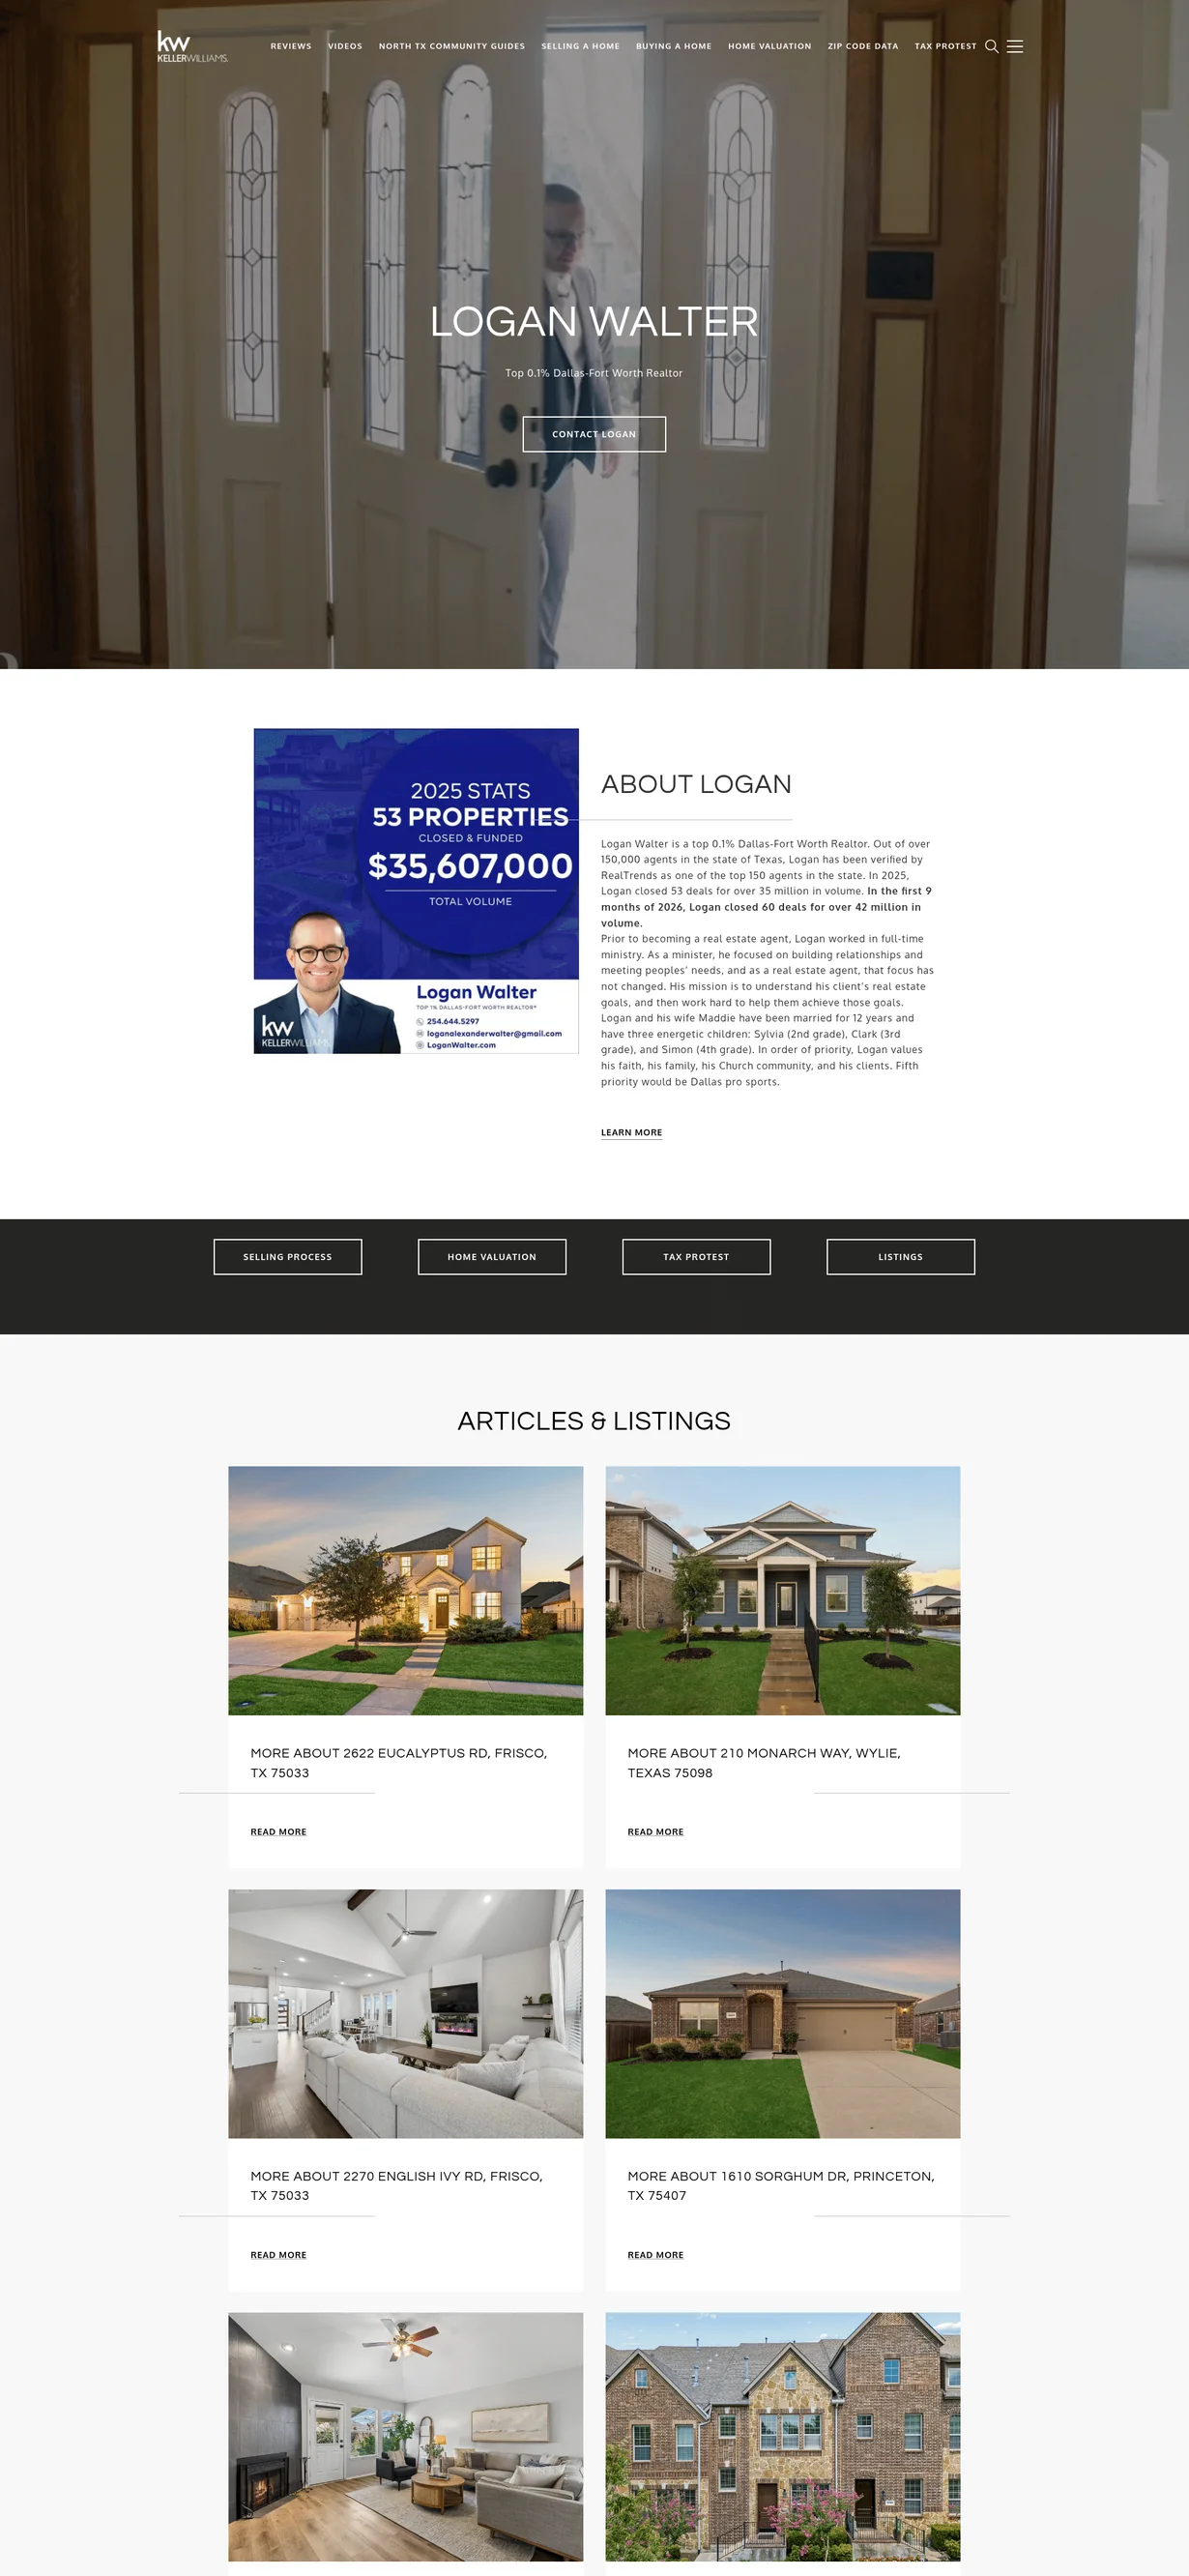 kw
KELLERWILLIAMS.
REVIEWS
VIDEOS
NORTH TX COMMUNITY GUIDES
SELLING A HOME
BUYING A HOME
HOME VALUATION
ZIP CODE DATA
TAX PROTEST
LOGAN WALTER
Top 0.1% Dallas-Fort Worth Realtor
CONTACT LOGAN
2025 STATS
53 PROPERTIES
CLOSED & FUNDED
$35,607,000
TOTAL VOLUME
Logan Walter
TOP 1% DALLAS-FORT WORTH REALTOR®
254.644.5297
loganalexanderwalter@gmail.com
LoganWalter.com
kw
KELLERWILLIAMS.
ABOUT LOGAN
Logan Walter is a top 0.1% Dallas-Fort Worth Realtor. Out of over
150,000 agents in the state of Texas, Logan has been verified by
RealTrends as one of the top 150 agents in the state. In 2025,
Logan closed 53 deals for over 35 million in volume. In the first 9
months of 2026, Logan closed 60 deals for over 42 million in
volume.
Prior to becoming a real estate agent, Logan worked in full-time
ministry. As a minister, he focused on building relationships and
meeting peoples' needs, and as a real estate agent, that focus has
not changed. His mission is to understand his client's real estate
goals, and then work hard to help them achieve those goals.
Logan and his wife Maddie have been married for 12 years and
have three energetic children: Sylvia (2nd grade), Clark (3rd
grade), and Simon (4th grade). In order of priority, Logan values
his faith, his family, his Church community, and his clients. Fifth
priority would be Dallas pro sports.
LEARN MORE
SELLING PROCESS
HOME VALUATION
TAX PROTEST
LISTINGS
ARTICLES & LISTINGS
MORE ABOUT 2622 EUCALYPTUS RD, FRISCO,
TX 75033
READ MORE
MORE ABOUT 210 MONARCH WAY, WYLIE,
TEXAS 75098
READ MORE
MORE ABOUT 2270 ENGLISH IVY RD, FRISCO,
TX 75033
READ MORE
MORE ABOUT 1610 SORGHUM DR, PRINCETON,
TX 75407
READ MORE